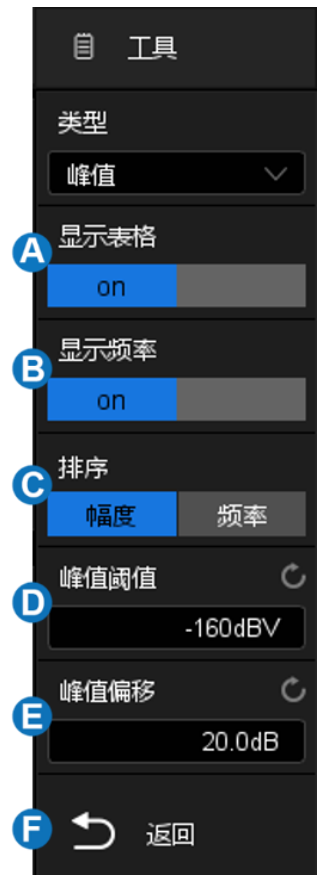 工具
类型
峰值
A 显示表格
on
B 显示频率
on
C 排序
幅度 频率
D 峰值阈值
-160dBV
E 峰值偏移
20.0dB
F 返回